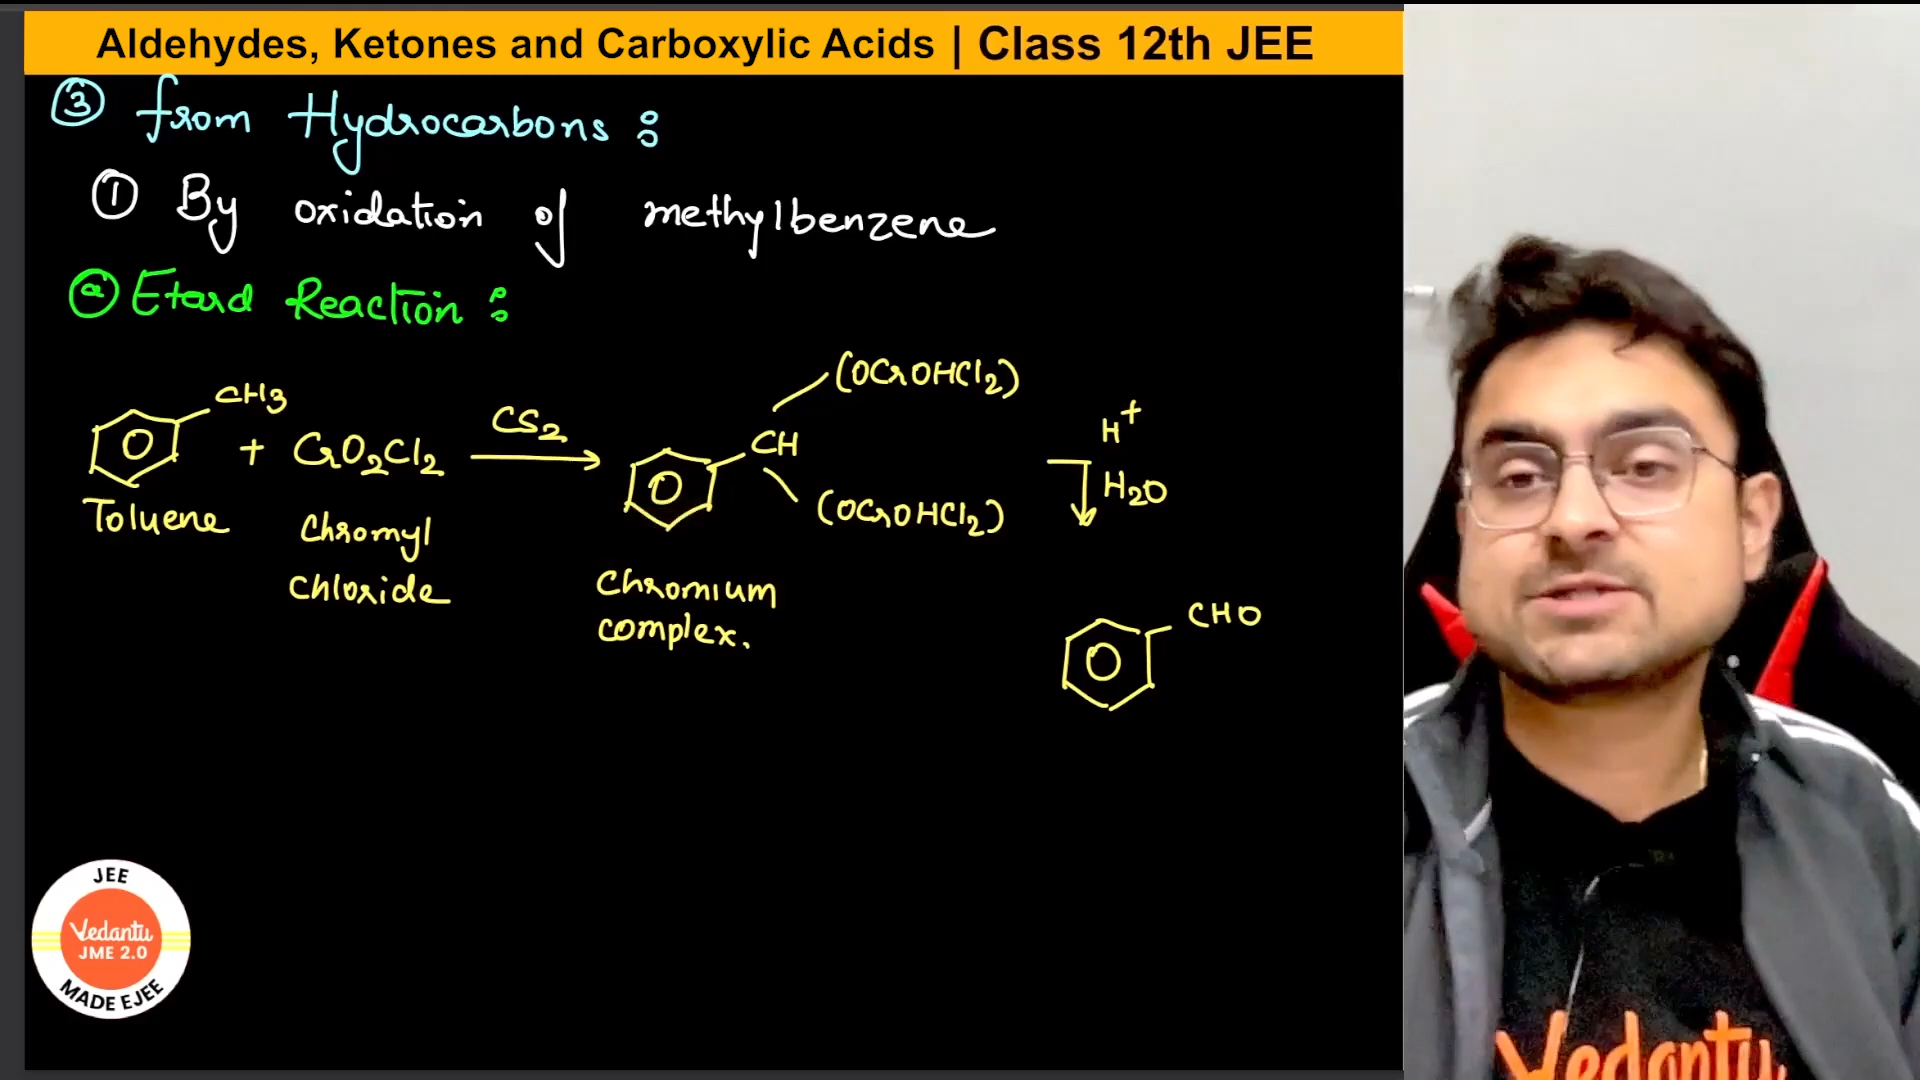 Aldehydes, Ketones and Carboxylic Acids | Class 12th JEE
③ from Hydrocarbons :
① By oxidation of methylbenzene
ⓐ Etard Reaction :
CH3 + CrO2Cl2 CS2 CH (OCrOHCl2) (OCrOHCl2) H+ H2O
Toluene
Chromyl
Chloride
Chromium
complex.
CHO
JEE
Vedantu
JME 2.0
MADE EJEE
Vedantu